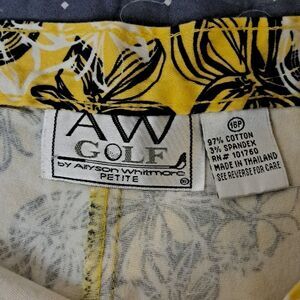 AW
GOLF
by Allyson Whitmore
PETITE
®
16P
97% COTTON
3% SPANDEX
RN# 101760
MADE IN THAILAND
SEE REVERSE FOR CARE